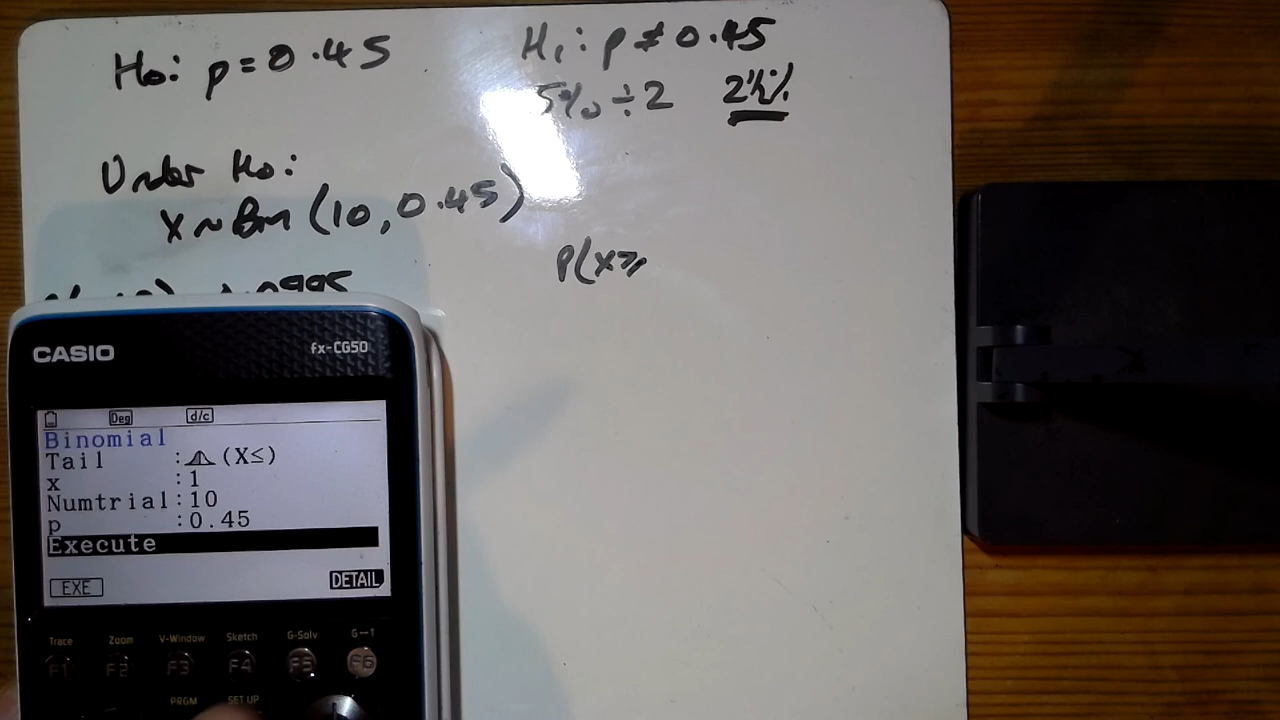 H₀: p = 0.45
H₁: p ≠ 0.45
5% ÷ 2 2½%
Under H₀:
X ~ Bin (10, 0.45)
P(X ≥
CASIO
fx-CG50
Deg d/c
Binomial
Tail : (X≤)
x : 1
Numtrial : 10
p : 0.45
Execute
EXE DETAIL
Trace Zoom V-Window Sketch G-Solv G↔T
F1 F2 F3 F4 F5 F6
PRGM SET UP